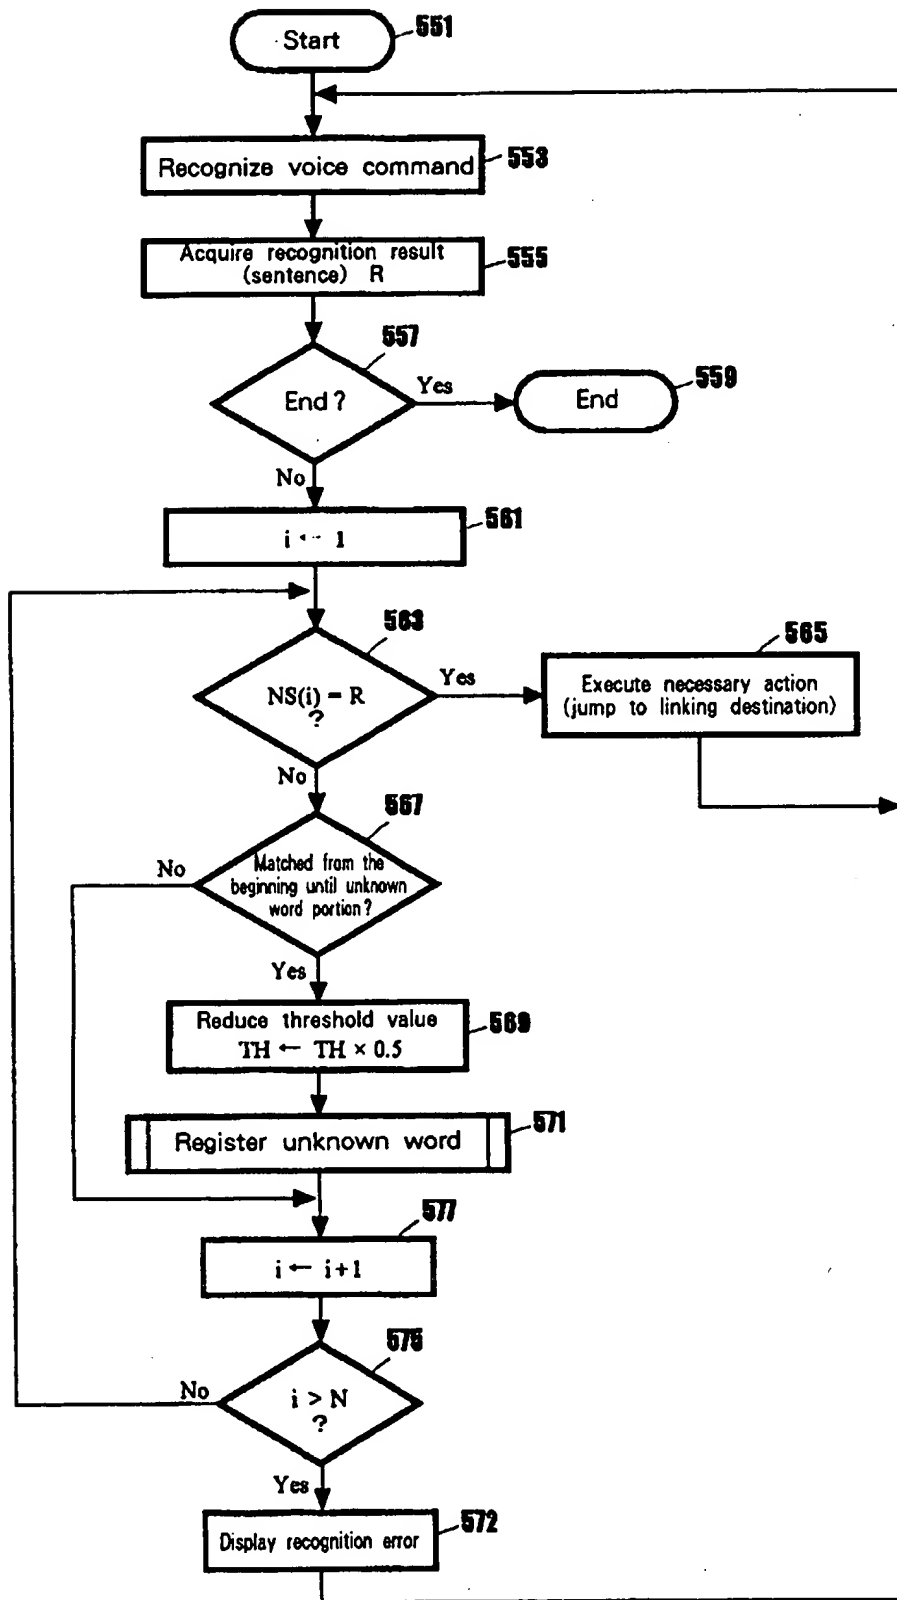 Start
551
Recognize voice command
553
Acquire recognition result
(sentence) R
555
557
End?
Yes
End
559
No
561
i ← 1
563
NS(i) = R
?
Yes
565
Execute necessary action
(jump to linking destination)
No
567
Matched from the
beginning until unknown
word portion?
No
Yes
Reduce threshold value
TH ← TH × 0.5
569
Register unknown word
571
577
i ← i+1
575
i > N
?
No
Yes
Display recognition error
572